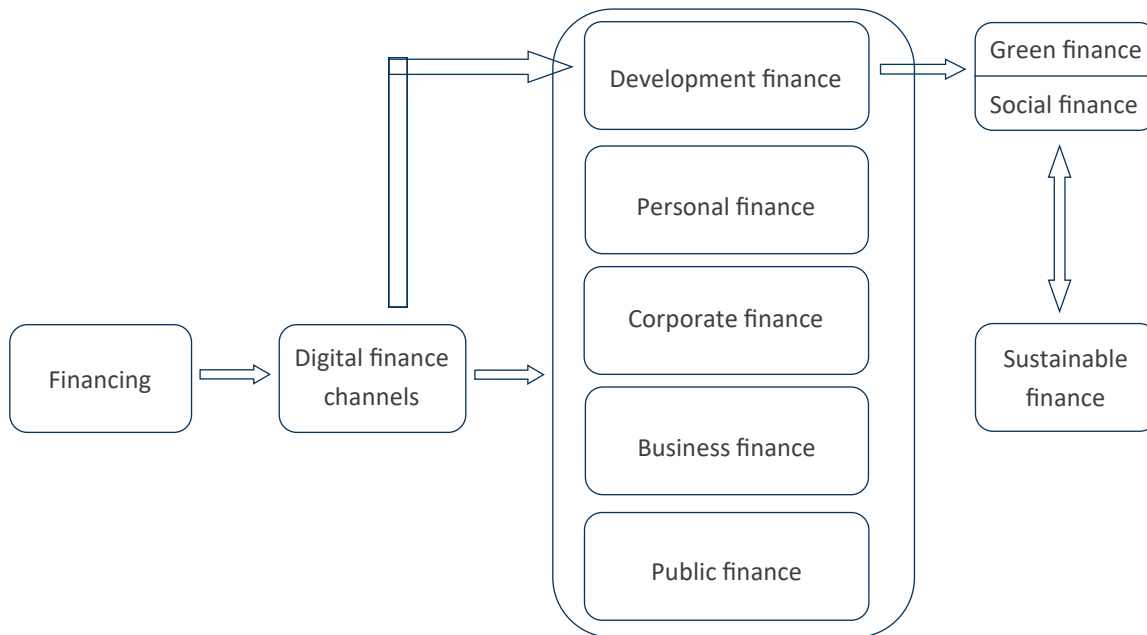 Financing
Digital finance
channels
Development finance
Personal finance
Corporate finance
Business finance
Public finance
Green finance
Social finance
Sustainable
finance